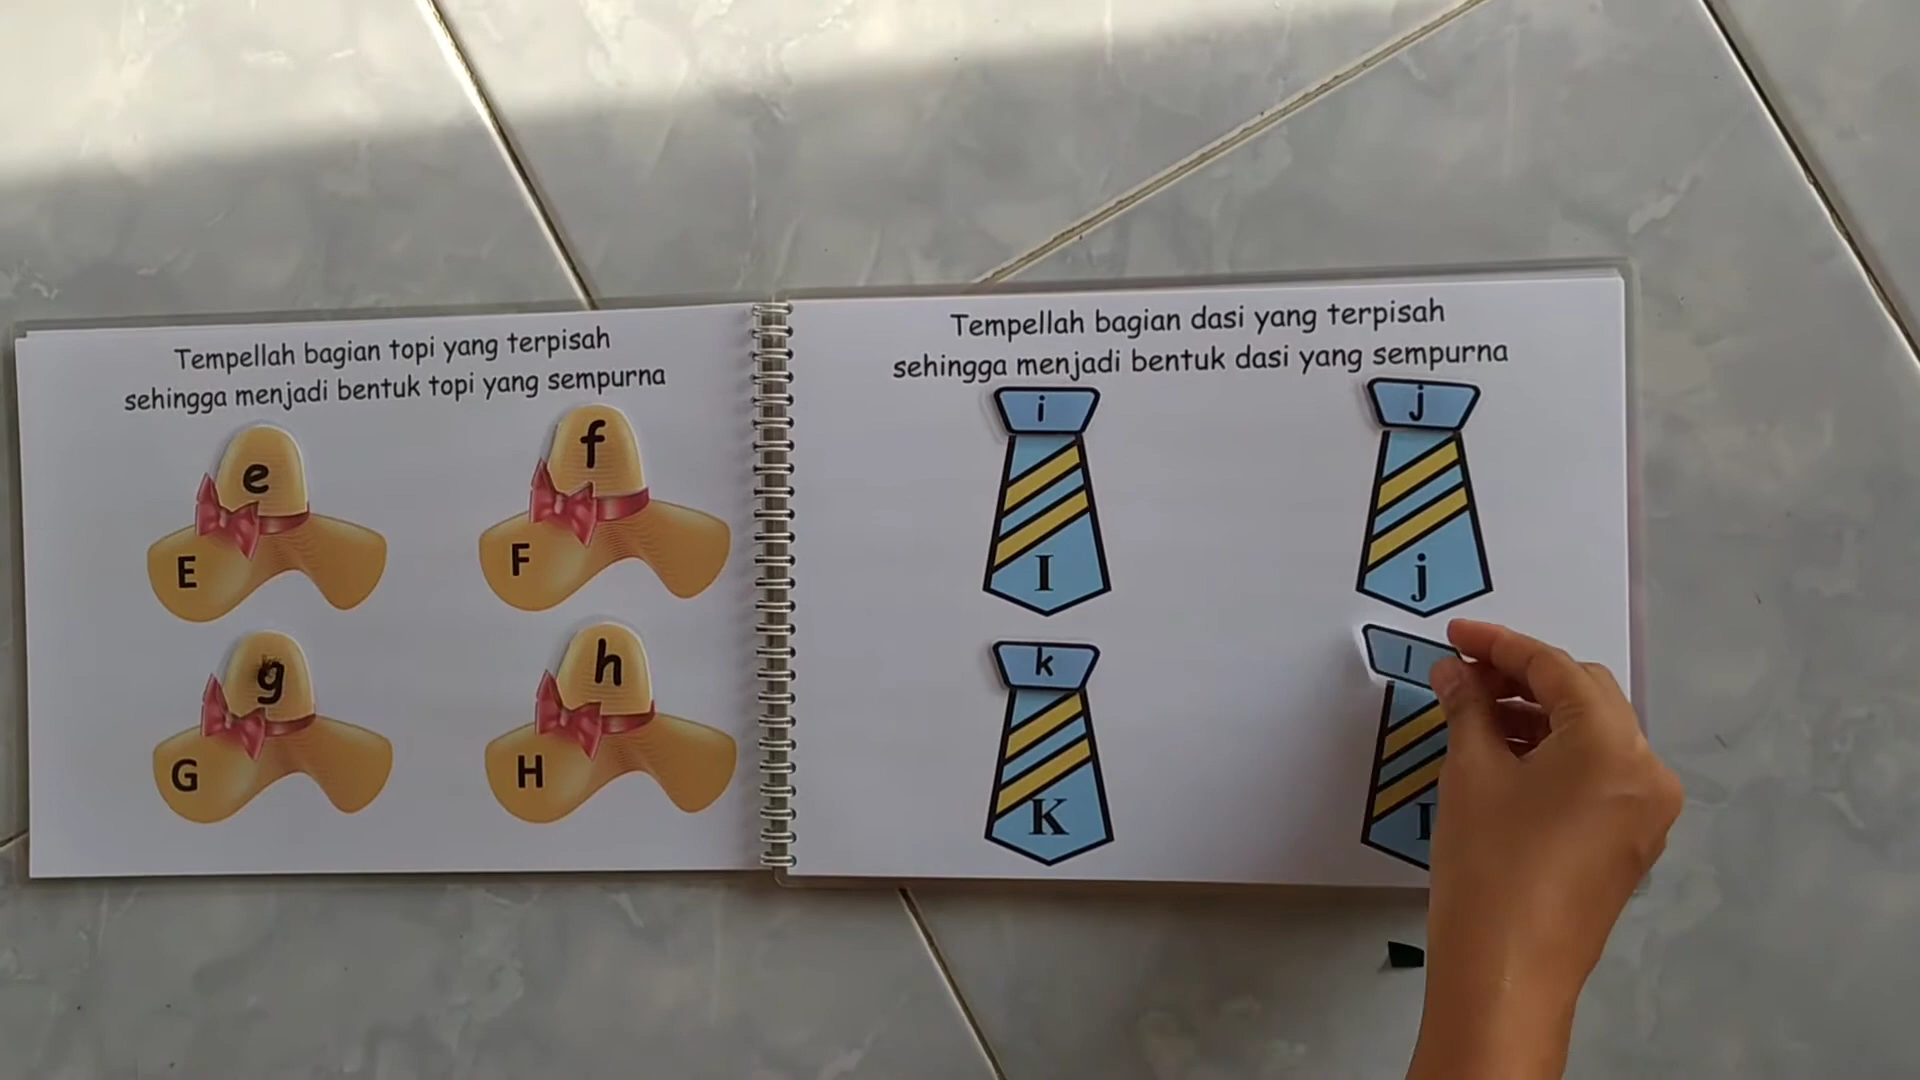 Tempellah bagian topi yang terpisah
sehingga menjadi bentuk topi yang sempurna
e
E
f
F
g
G
h
H
Tempellah bagian dasi yang terpisah
sehingga menjadi bentuk dasi yang sempurna
i
I
j
j
k
K
l